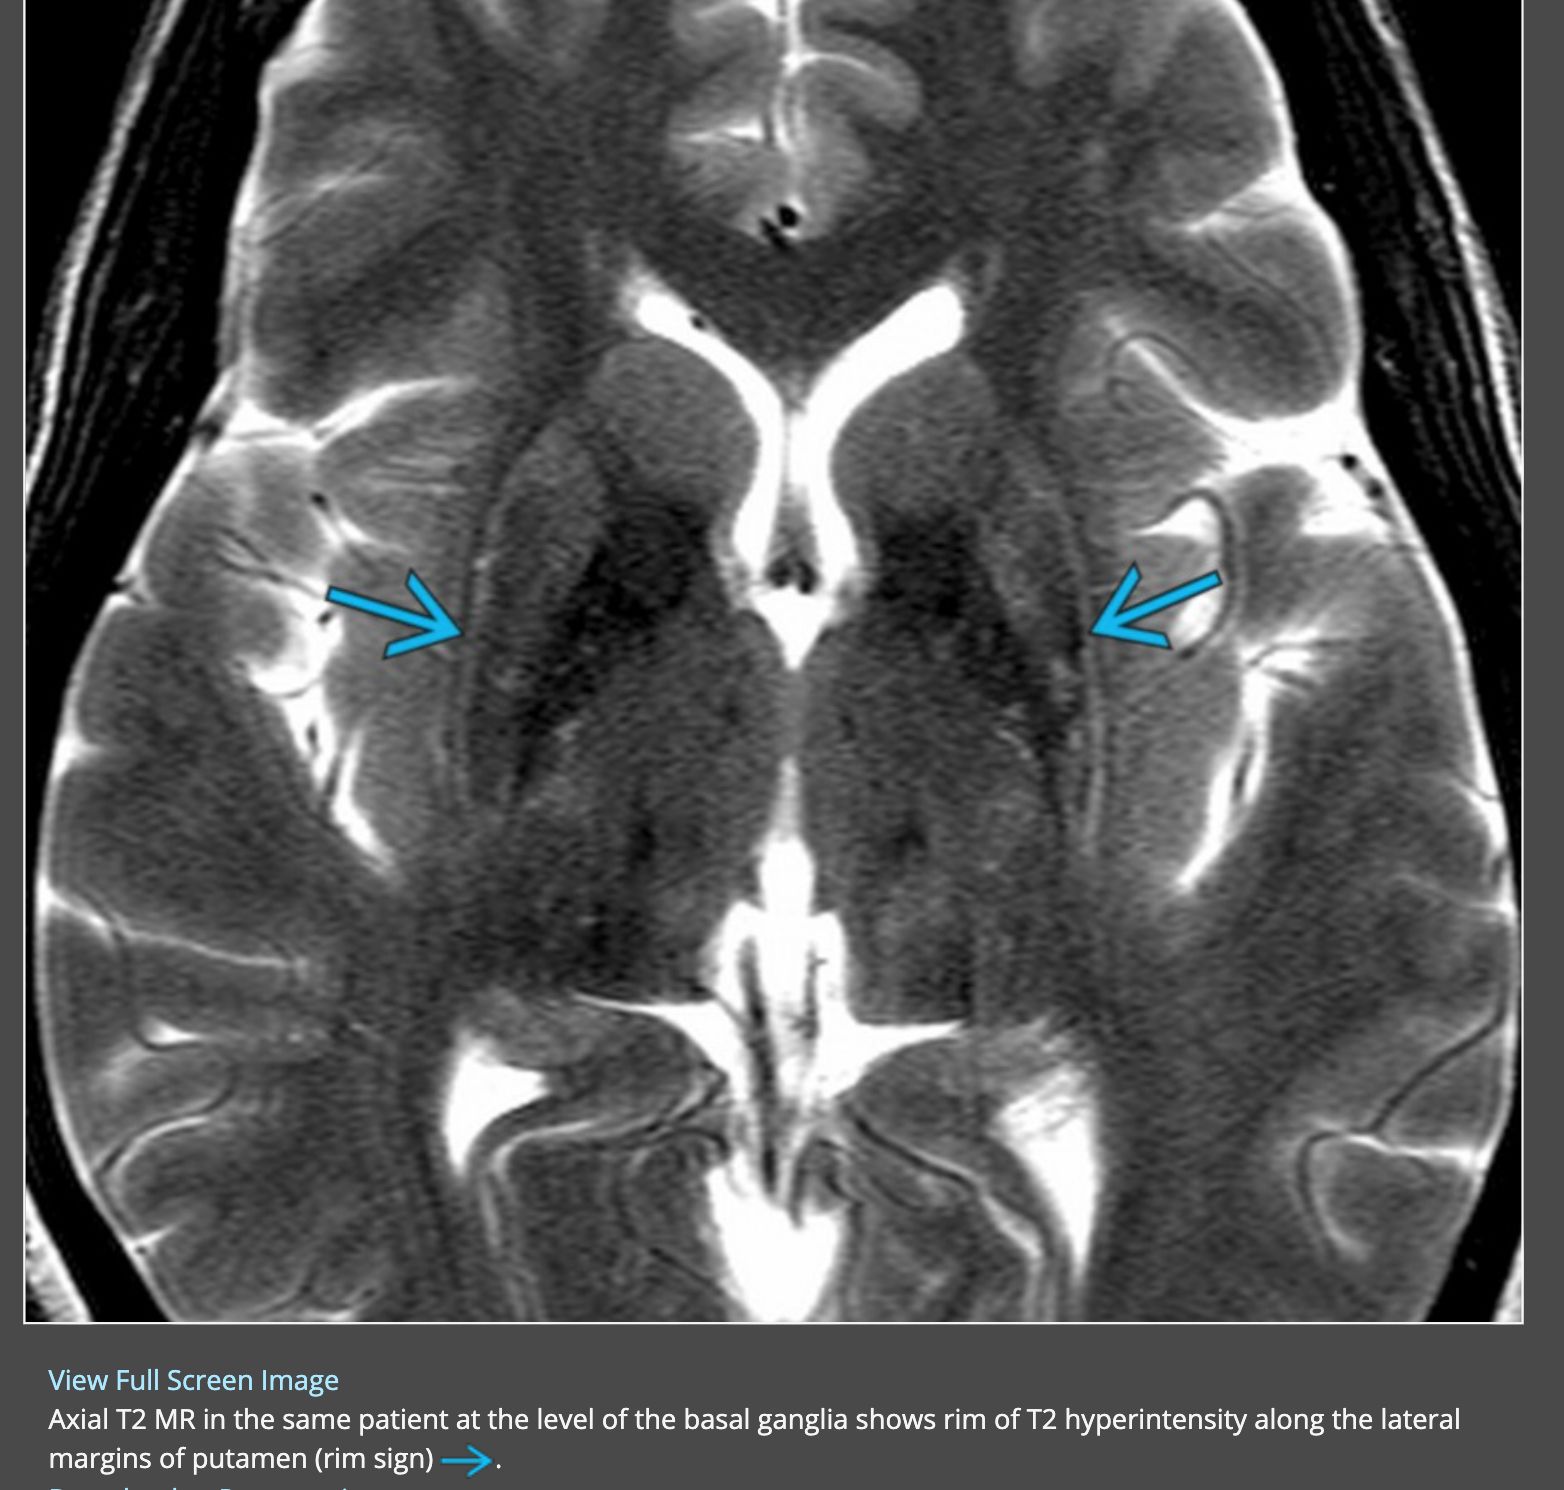 View Full Screen Image
Axial T2 MR in the same patient at the level of the basal ganglia shows rim of T2 hyperintensity along the lateral
margins of putamen (rim sign) →.